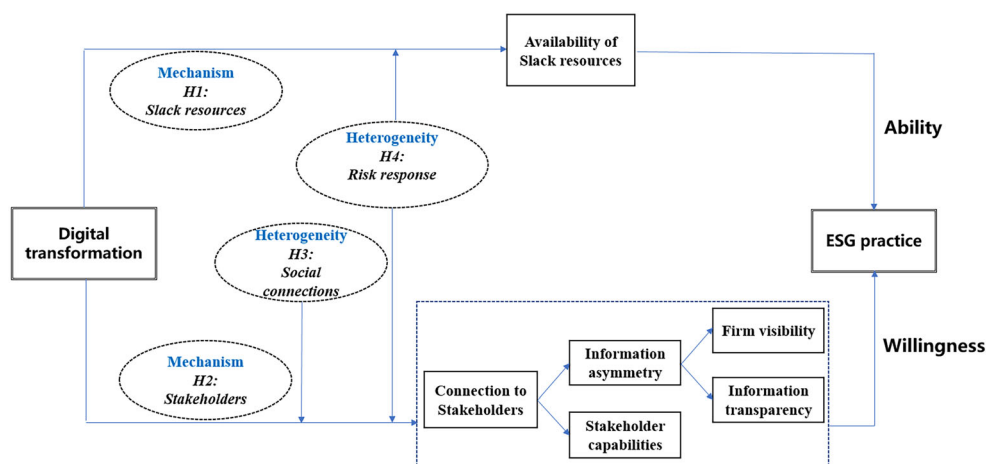 Availability of
Slack resources
Mechanism
H1:
Slack resources
Heterogeneity
H4:
Risk response
Ability
Digital
transformation
Heterogeneity
H3:
Social
connections
ESG practice
Mechanism
H2:
Stakeholders
Connection to
Stakeholders
Information
asymmetry
Stakeholder
capabilities
Firm visibility
Information
transparency
Willingness